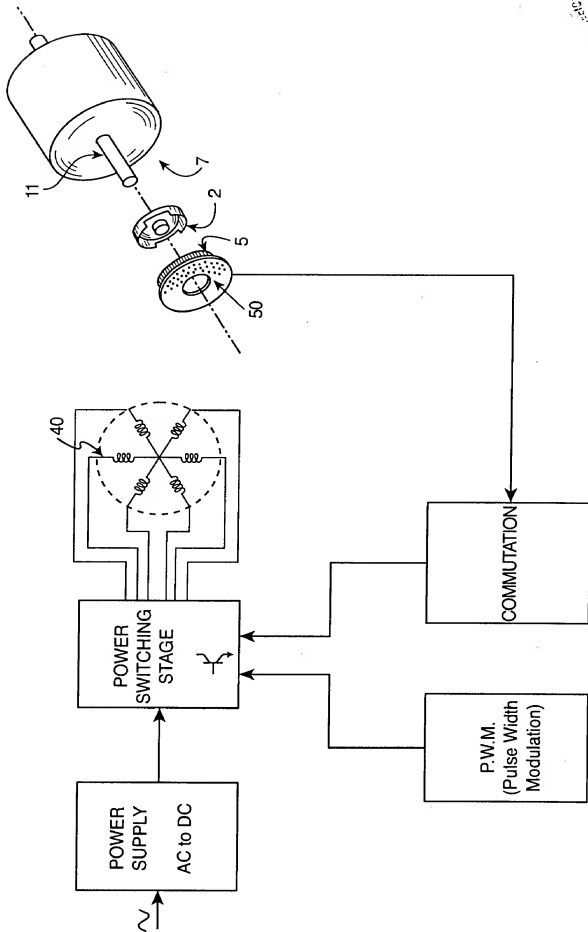 POWER
SUPPLY
AC to DC
POWER
SWITCHING
STAGE
40
P.W.M.
(Pulse Width
Modulation)
COMMUTATION
11
7
2
5
50